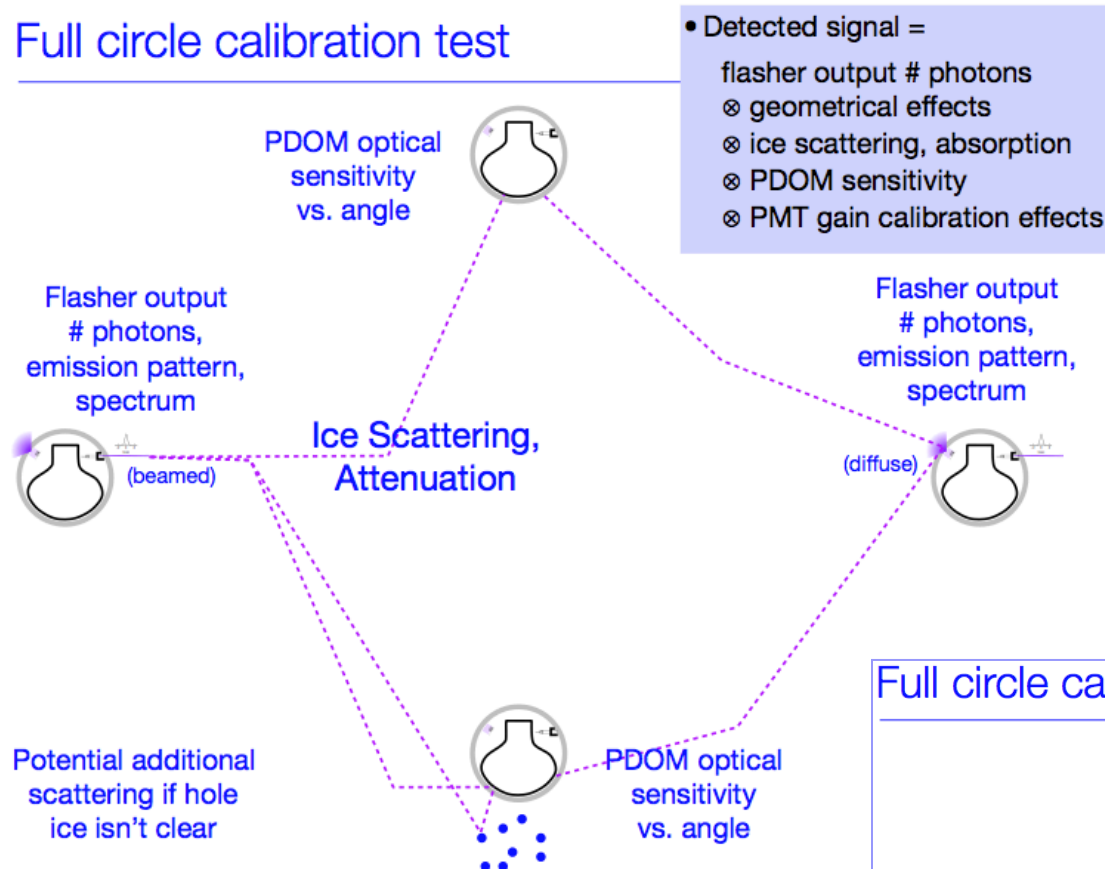 Full circle calibration test
• Detected signal =
flasher output # photons
⊗ geometrical effects
⊗ ice scattering, absorption
⊗ PDOM sensitivity
⊗ PMT gain calibration effects
PDOM optical
sensitivity
vs. angle
Flasher output
# photons,
emission pattern,
spectrum
(beamed)
Ice Scattering,
Attenuation
Flasher output
# photons,
emission pattern,
spectrum
(diffuse)
Potential additional
scattering if hole
ice isn't clear
PDOM optical
sensitivity
vs. angle
Full circle ca